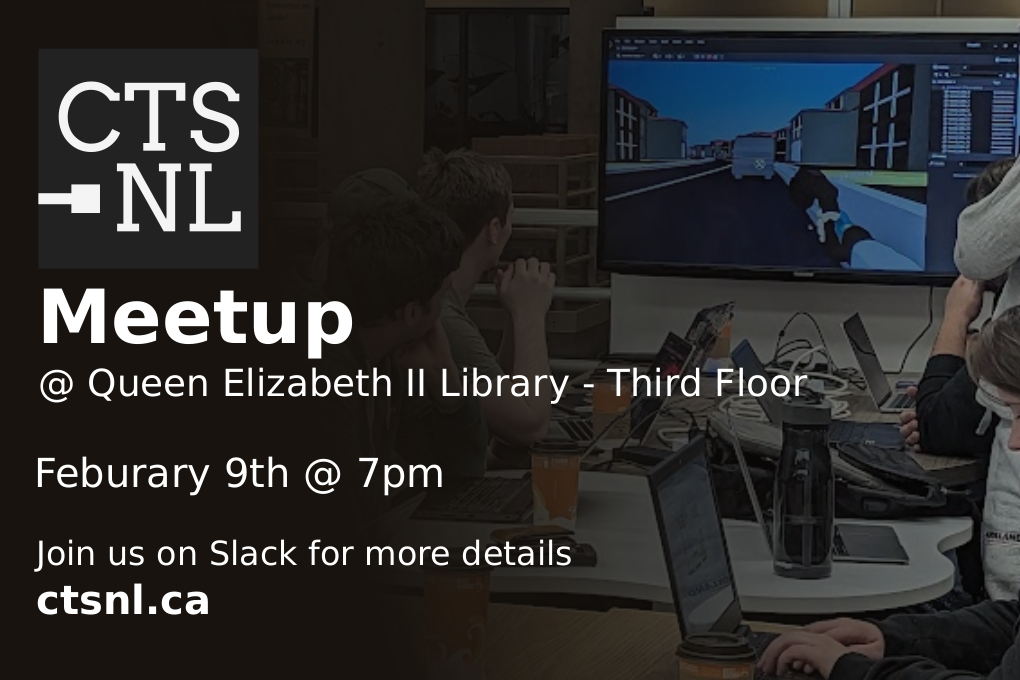 CTS
NL
Meetup
@ Queen Elizabeth II Library - Third Floor
Feburary 9th @ 7pm
Join us on Slack for more details
ctsnl.ca